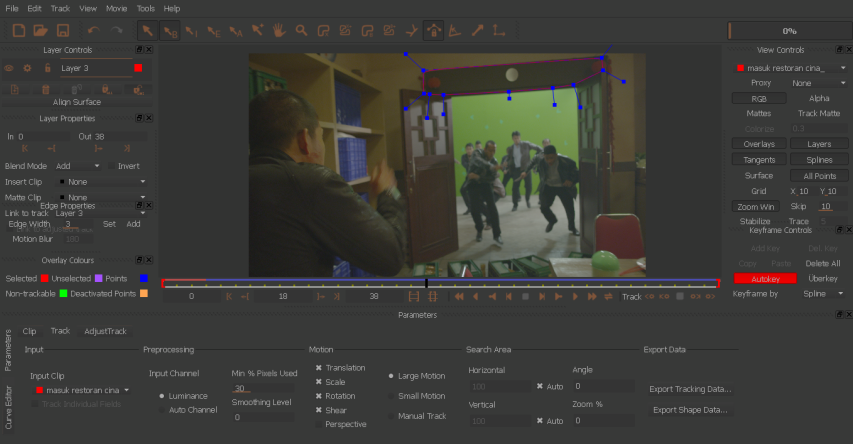 File Edit Track View Movie Tools Help
0%
Layer Controls
Layer 3
Align Surface
Layer Properties
In 0 Out 38
Blend Mode Add Invert
Insert Clip None
Matte Clip None
Link to track Layer 3
Edge Properties
Edge Width 3 Set Add
Motion Blur 180
Overlay Colours
Selected Unselected Points
Non-trackable Deactivated Points
View Controls
masuk restoran cina_
Proxy None
RGB Alpha
Mattes Track Matte
Colorize 0.3
Overlays Layers
Tangents Splines
Surface All Points
Grid X_10 Y_10
Zoom Win Skip 10
Stabilize Trace 5
Keyframe Controls
Add Key Del. Key
Copy Paste Delete All
Autokey Überkey
Keyframe by Spline
0 18 38 Track
Parameters
Parameters
Curve Editor
Clip Track AdjustTrack
Input
Input Clip
masuk restoran cina
Track Individual Fields
Preprocessing
Input Channel
Luminance
Auto Channel
Min % Pixels Used
30
Smoothing Level
0
Motion
Translation
Scale
Rotation
Shear
Perspective
Large Motion
Small Motion
Manual Track
Search Area
Horizontal
100 Auto
Vertical
100 Auto
Angle
0
Zoom %
0
Export Data
Export Tracking Data...
Export Shape Data...